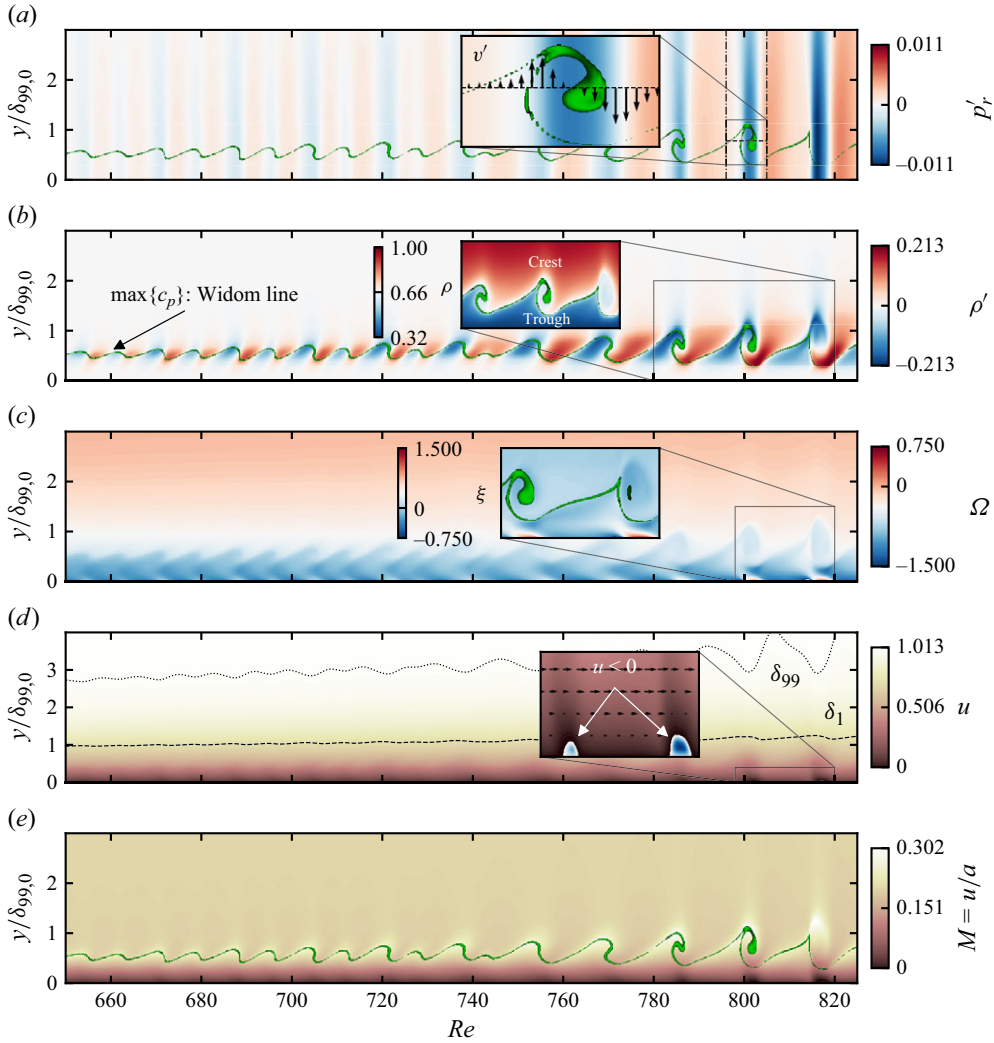 (a)
y/δ99,0
2
1
0
v′
0.011
0
−0.011
p′r
(b)
y/δ99,0
2
1
0
max{cp}: Widom line
1.00
0.66
0.32
ρ
Crest
Trough
0.213
0
−0.213
ρ′
(c)
y/δ99,0
2
1
0
1.500
0
−0.750
ξ
0.750
0
−1.500
Ω
(d)
y/δ99,0
3
2
1
0
u < 0
δ99
δ1
1.013
0.506
0
u
(e)
y/δ99,0
2
1
0
0.302
0.151
0
M = u/a
660 680 700 720 740 760 780 800 820
Re